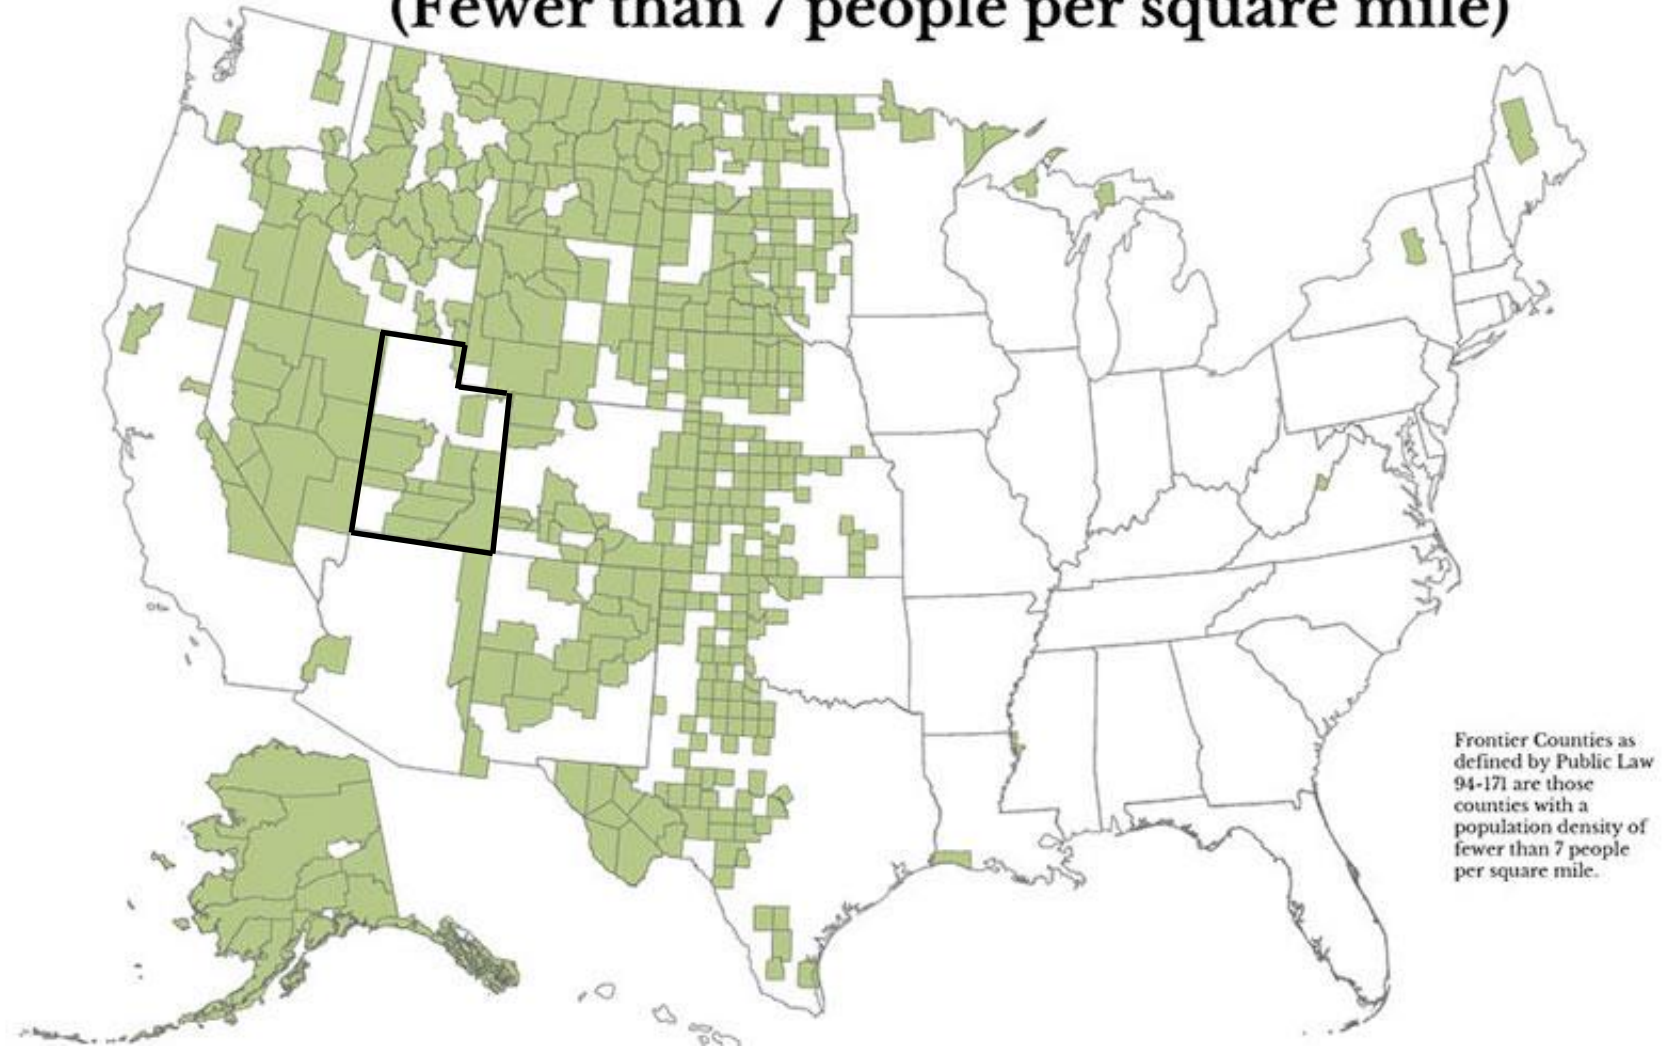 (Fewer than 7 people per square mile)
Frontier Counties as
defined by Public Law
94-171 are those
counties with a
population density of
fewer than 7 people
per square mile.